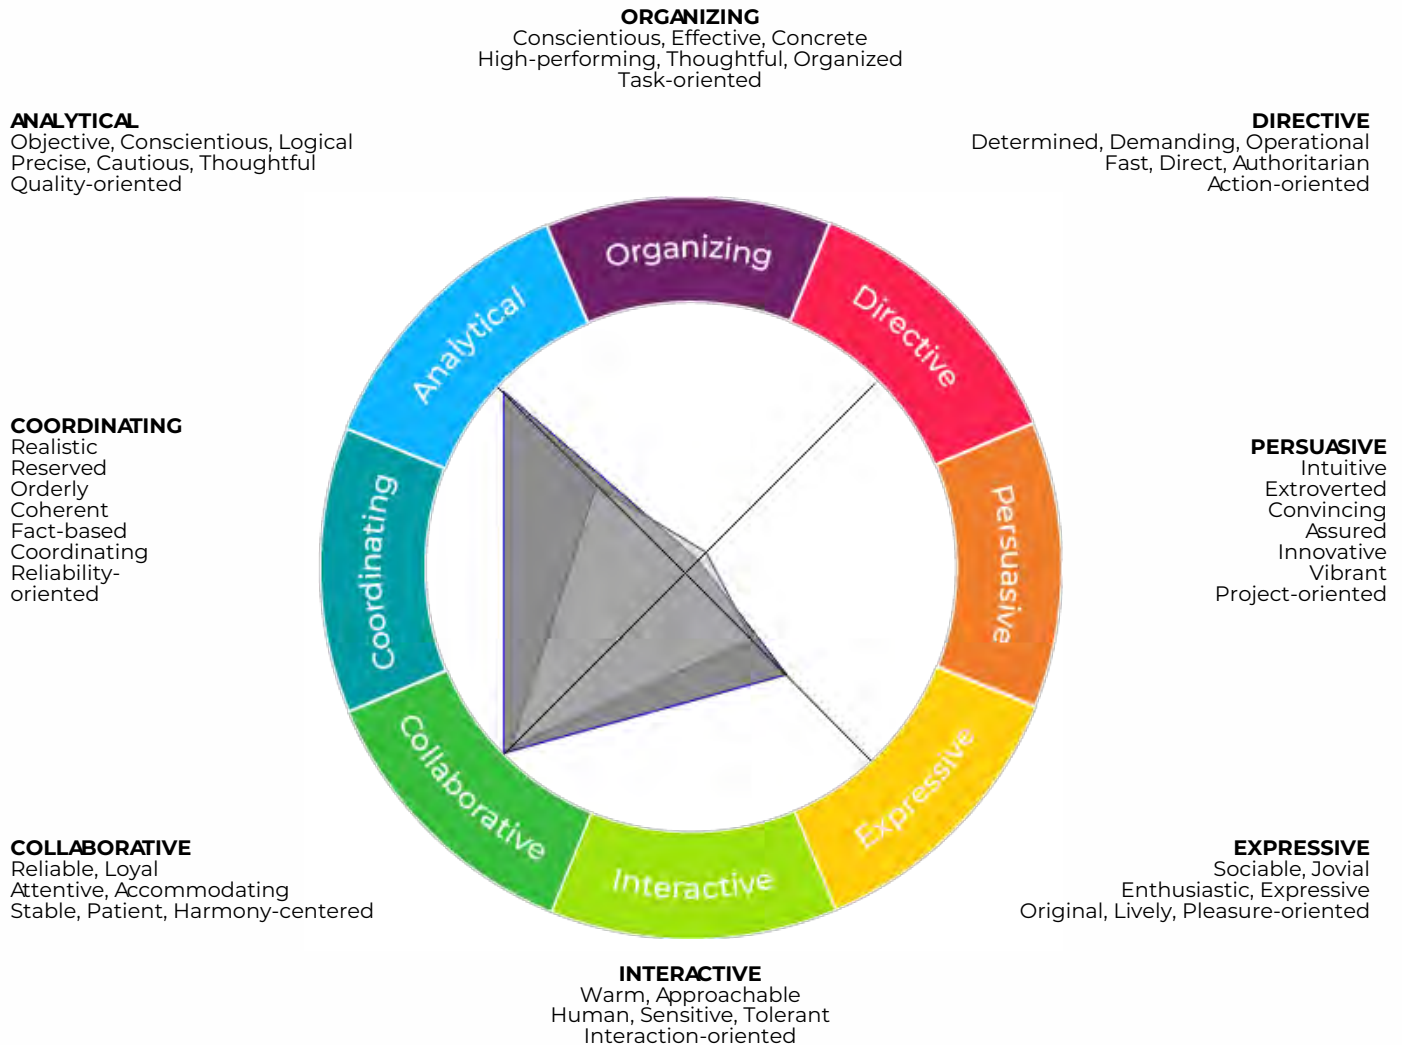 ORGANIZING
Conscientious, Effective, Concrete
High-performing, Thoughtful, Organized
Task-oriented
ANALYTICAL
Objective, Conscientious, Logical
Precise, Cautious, Thoughtful
Quality-oriented
DIRECTIVE
Determined, Demanding, Operational
Fast, Direct, Authoritarian
Action-oriented
Organizing
Analytical
Directive
COORDINATING
Realistic
Reserved
Orderly
Coherent
Fact-based
Coordinating
Reliability-
oriented
Coordinating
Persuasive
PERSUASIVE
Intuitive
Extroverted
Convincing
Assured
Innovative
Vibrant
Project-oriented
Collaborative
Interactive
Expressive
COLLABORATIVE
Reliable, Loyal
Attentive, Accommodating
Stable, Patient, Harmony-centered
EXPRESSIVE
Sociable, Jovial
Enthusiastic, Expressive
Original, Lively, Pleasure-oriented
INTERACTIVE
Warm, Approachable
Human, Sensitive, Tolerant
Interaction-oriented